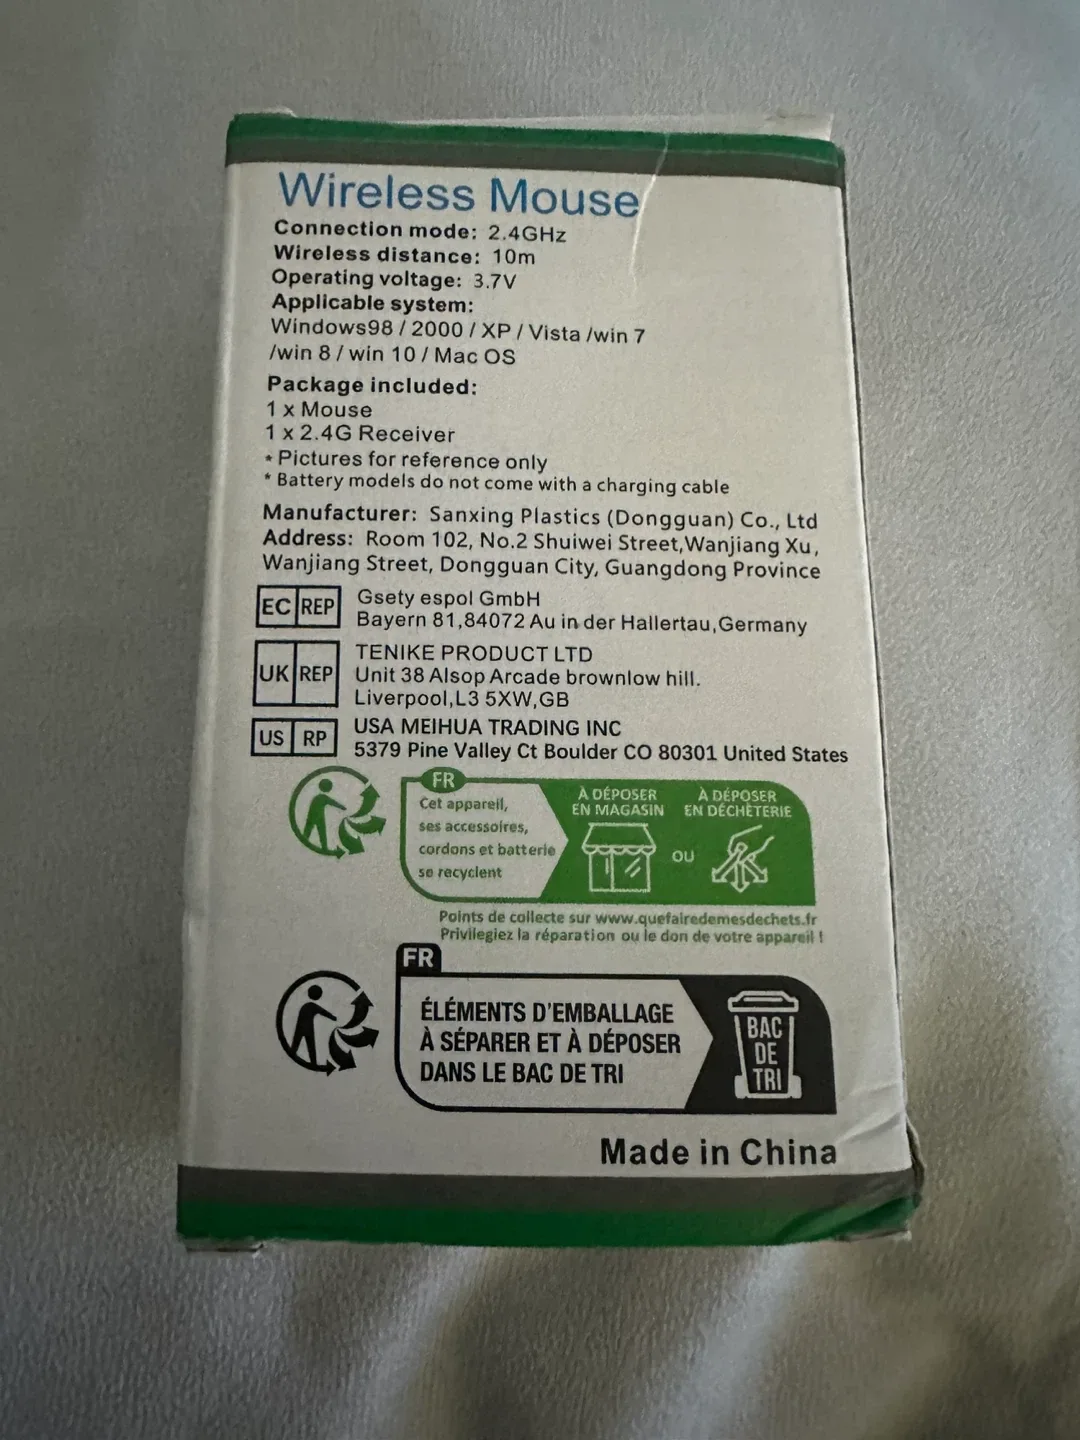 Wireless Mouse
Connection mode: 2.4GHz
Wireless distance: 10m
Operating voltage: 3.7V
Applicable system:
Windows98 / 2000 / XP / Vista /win 7
/win 8 / win 10 / Mac OS
Package included:
1 x Mouse
1 x 2.4G Receiver
* Pictures for reference only
* Battery models do not come with a charging cable
Manufacturer: Sanxing Plastics (Dongguan) Co., Ltd
Address: Room 102, No.2 Shuiwei Street,Wanjiang Xu,
Wanjiang Street, Dongguan City, Guangdong Province
EC REP
Gsety espol GmbH
Bayern 81,84072 Au in der Hallertau,Germany
UK REP
TENIKE PRODUCT LTD
Unit 38 Alsop Arcade brownlow hill.
Liverpool,L3 5XW,GB
US RP
USA MEIHUA TRADING INC
5379 Pine Valley Ct Boulder CO 80301 United States
FR
Cet appareil,
ses accessoires,
cordons et batterie
se recyclent
À DÉPOSER
EN MAGASIN
OU
À DÉPOSER
EN DÉCHÈTERIE
Points de collecte sur www.quefairedemesdechets.fr
Privilegiez la réparation ou le don de votre appareil !
FR
ÉLÉMENTS D'EMBALLAGE
À SÉPARER ET À DÉPOSER
DANS LE BAC DE TRI
BAC
DE
TRI
Made in China